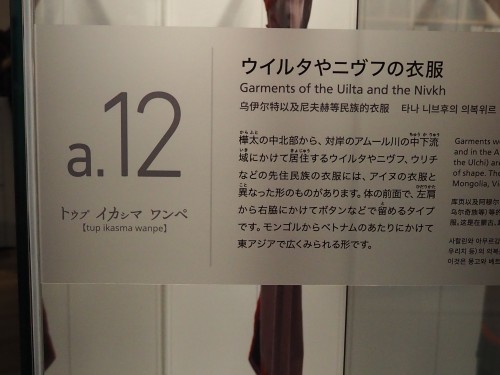 a.12
トゥㇷ゚ イカㇱマ ワンペ
【tup ikasma wanpe】
ウイルタやニヴフの衣服
Garments of the Uilta and the Nivkh
乌伊尔特以及尼夫赫等民族的衣服 타나 니브후의 의복위르
樺太の中北部から、対岸のアムール川の中下流
域にかけて居住するウイルタやニヴフ、ウリチ
などの先住民族の衣服には、アイヌの衣服と
異なった形のものがあります。体の前面で、左肩
から右脇にかけてボタンなどで留めるタイプ
です。モンゴルからベトナムのあたりにかけて
東アジアで広くみられる形です。
Garments w
and in the A
the Ulchi) ar
of shape. The
Mongolia, V